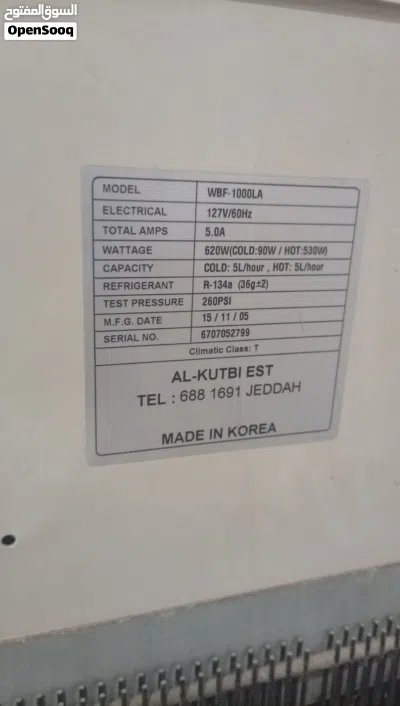 السوق المفتوح
OpenSooq
MODEL WBF-1000LA
ELECTRICAL 127V/60Hz
TOTAL AMPS 5.0A
WATTAGE 620W(COLD:90W / HOT:530W)
CAPACITY COLD: 5L/hour , HOT: 5L/hour
REFRIGERANT R-134a (36g±2)
TEST PRESSURE 260PSI
M.F.G. DATE 15 / 11 / 05
SERIAL NO. 6707052799
Climatic Class: T
AL-KUTBI EST
TEL : 688 1691 JEDDAH
MADE IN KOREA